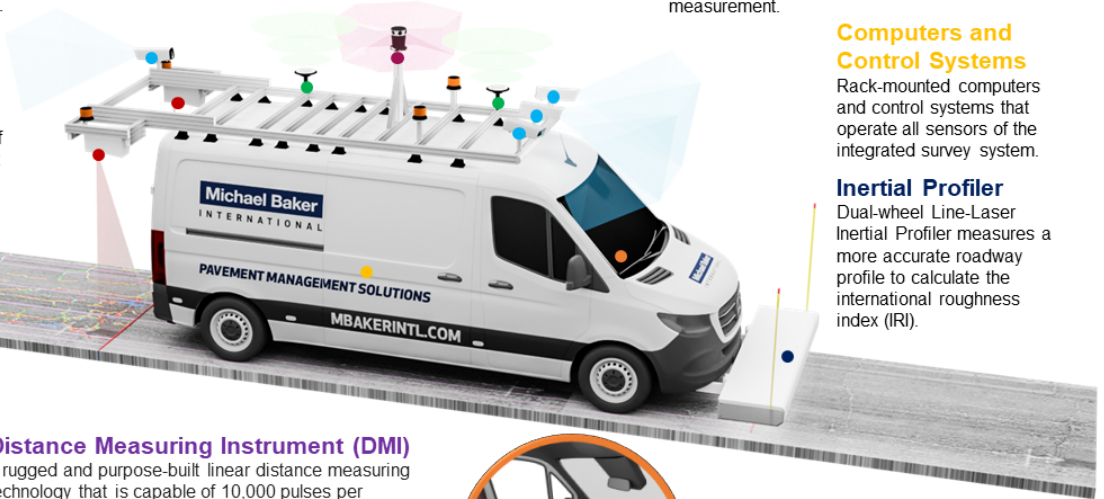 measurement.
Computers and
Control Systems
Rack-mounted computers
and control systems that
operate all sensors of the
integrated survey system.
Inertial Profiler
Dual-wheel Line-Laser
Inertial Profiler measures a
more accurate roadway
profile to calculate the
international roughness
index (IRI).
Michael Baker
INTERNATIONAL
PAVEMENT MANAGEMENT SOLUTIONS
MBAKERINTL.COM
Distance Measuring Instrument (DMI)
rugged and purpose-built linear distance measuring
technology that is capable of 10,000 pulses per